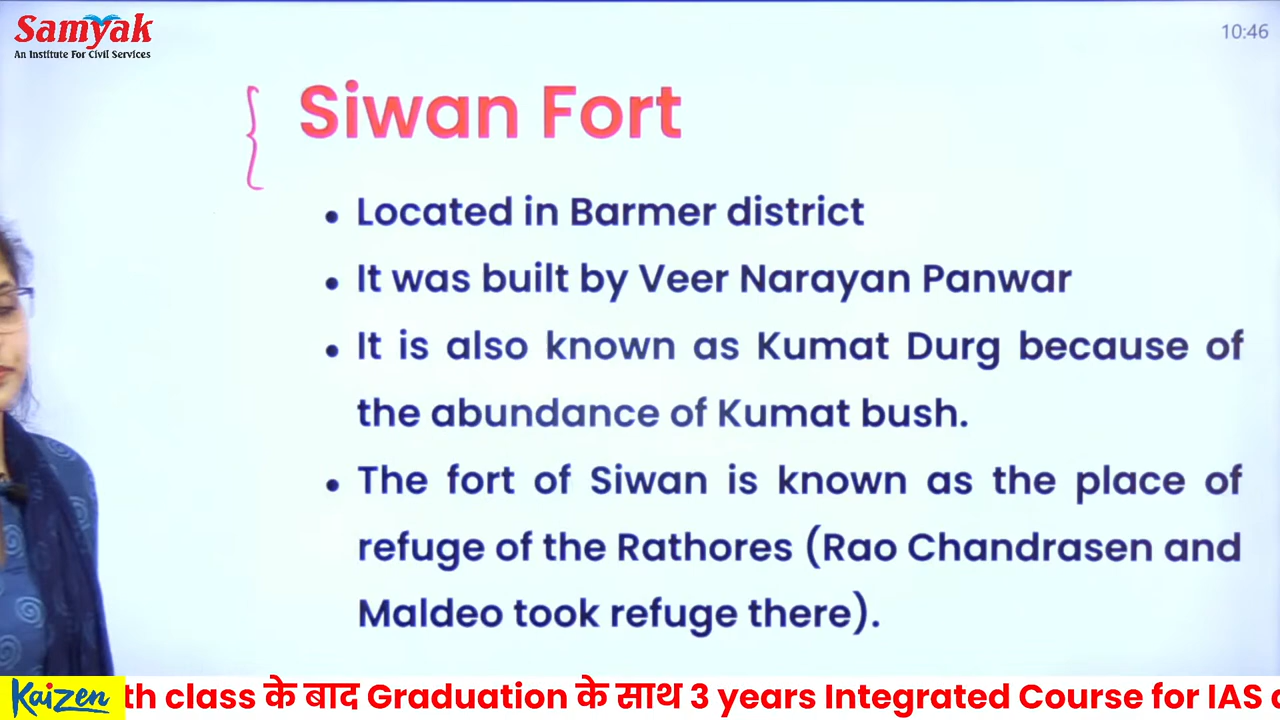 Samyak
An Institute For Civil Services
10:46
Siwan Fort
• Located in Barmer district
• It was built by Veer Narayan Panwar
• It is also known as Kumat Durg because of
the abundance of Kumat bush.
• The fort of Siwan is known as the place of
refuge of the Rathores (Rao Chandrasen and
Maldeo took refuge there).
Kaizen
th class के बाद Graduation के साथ 3 years Integrated Course for IAS